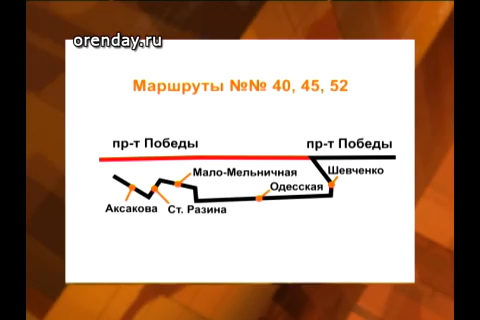 orenday.ru
Маршруты №№ 40, 45, 52
пр-т Победы
пр-т Победы
Мало-Мельничная
Шевченко
Одесская
Аксакова
Ст. Разина